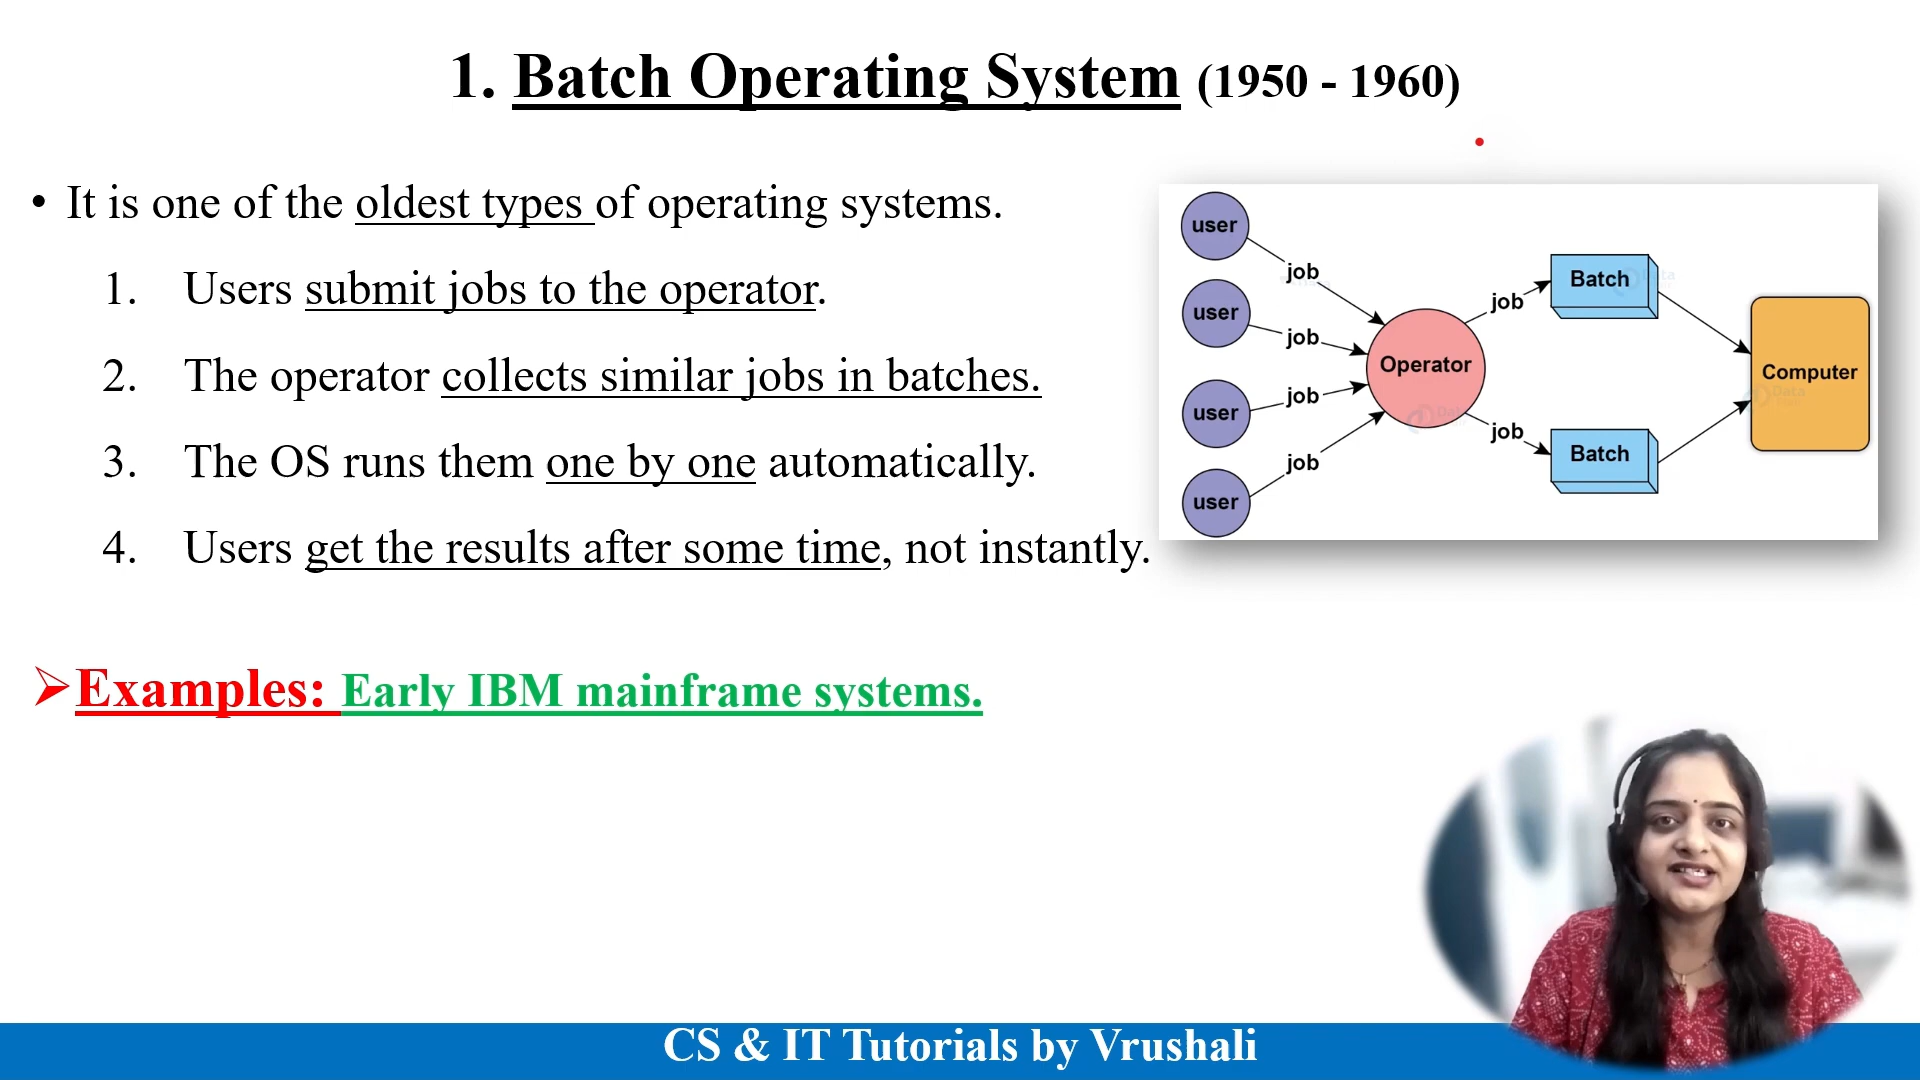 1. Batch Operating System (1950 - 1960)
• It is one of the oldest types of operating systems.
1. Users submit jobs to the operator.
2. The operator collects similar jobs in batches.
3. The OS runs them one by one automatically.
4. Users get the results after some time, not instantly.
➢Examples: Early IBM mainframe systems.
user
job
user
job
user
job
user
job
Operator
job
Batch
job
Batch
Computer
CS & IT Tutorials by Vrushali